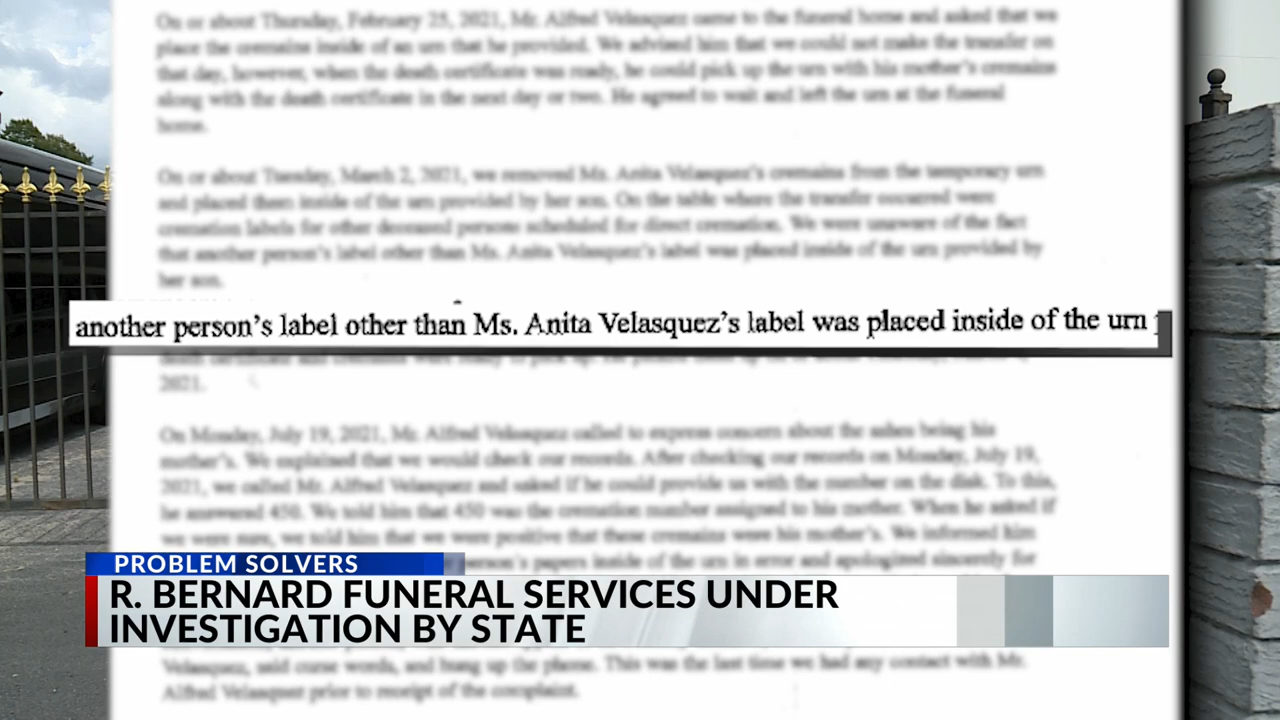 On or about Thursday, February 25, 2021, Mr. Alfred Velasquez came to the funeral home and asked that we
place the cremains inside of an urn that he provided. We advised him that we could not make the transfer on
that day, however, when the death certificate was ready, he could pick up the urn with his mother's cremains
along with the death certificate in the next day or two. He agreed to wait and left the urn at the funeral
home.
On or about Tuesday, March 2, 2021, we removed Ms. Anita Velasquez's cremains from the temporary urn
and placed them inside of the urn provided by her son. On the table where the transfer occurred were
cremation labels for other deceased persons scheduled for direct cremation. We were unaware of the fact
that another person's label other than Ms. Anita Velasquez's label was placed inside of the urn provided by
her son.
another person's label other than Ms. Anita Velasquez's label was placed inside of the urn
2021.
On Monday, July 19, 2021, Mr. Alfred Velasquez called to express concern about the ashes being his
mother's. We explained that we would check our records. After checking our records on Monday, July 19,
2021, we called Mr. Alfred Velasquez and asked if he could provide us with the number on the disk. To this,
he answered 450. We told him that 450 was the cremation number assigned to his mother. When he asked if
we were sure, we told him that we were positive that these cremains were his mother's. We informed him
person's papers inside of the urn in error and apologized sincerely for
PROBLEM SOLVERS
R. BERNARD FUNERAL SERVICES UNDER
INVESTIGATION BY STATE
Velasquez, said curse words, and hung up the phone. This was the last time we had any contact with Mr.
Alfred Velasquez prior to receipt of the complaint.